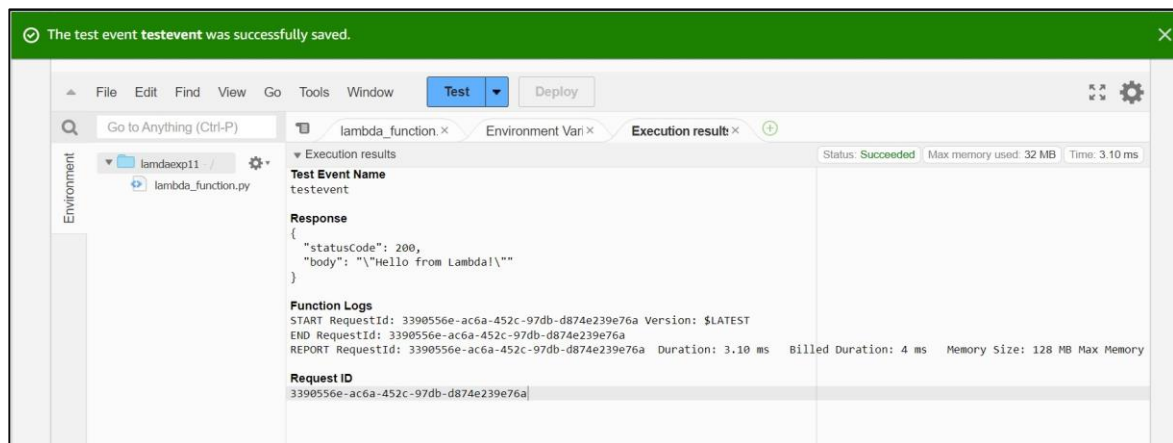 The test event testevent was successfully saved.
File Edit Find View Go Tools Window Test Deploy
Go to Anything (Ctrl-P)
lambda_function. Environment Vari Execution results
Environment
lamdaexp11 - /
lambda_function.py
Execution results
Status: Succeeded Max memory used: 32 MB Time: 3.10 ms
Test Event Name
testevent
Response
{
  "statusCode": 200,
  "body": "\"Hello from Lambda!\""
}
Function Logs
START RequestId: 3390556e-ac6a-452c-97db-d874e239e76a Version: $LATEST
END RequestId: 3390556e-ac6a-452c-97db-d874e239e76a
REPORT RequestId: 3390556e-ac6a-452c-97db-d874e239e76a Duration: 3.10 ms Billed Duration: 4 ms Memory Size: 128 MB Max Memory
Request ID
3390556e-ac6a-452c-97db-d874e239e76a